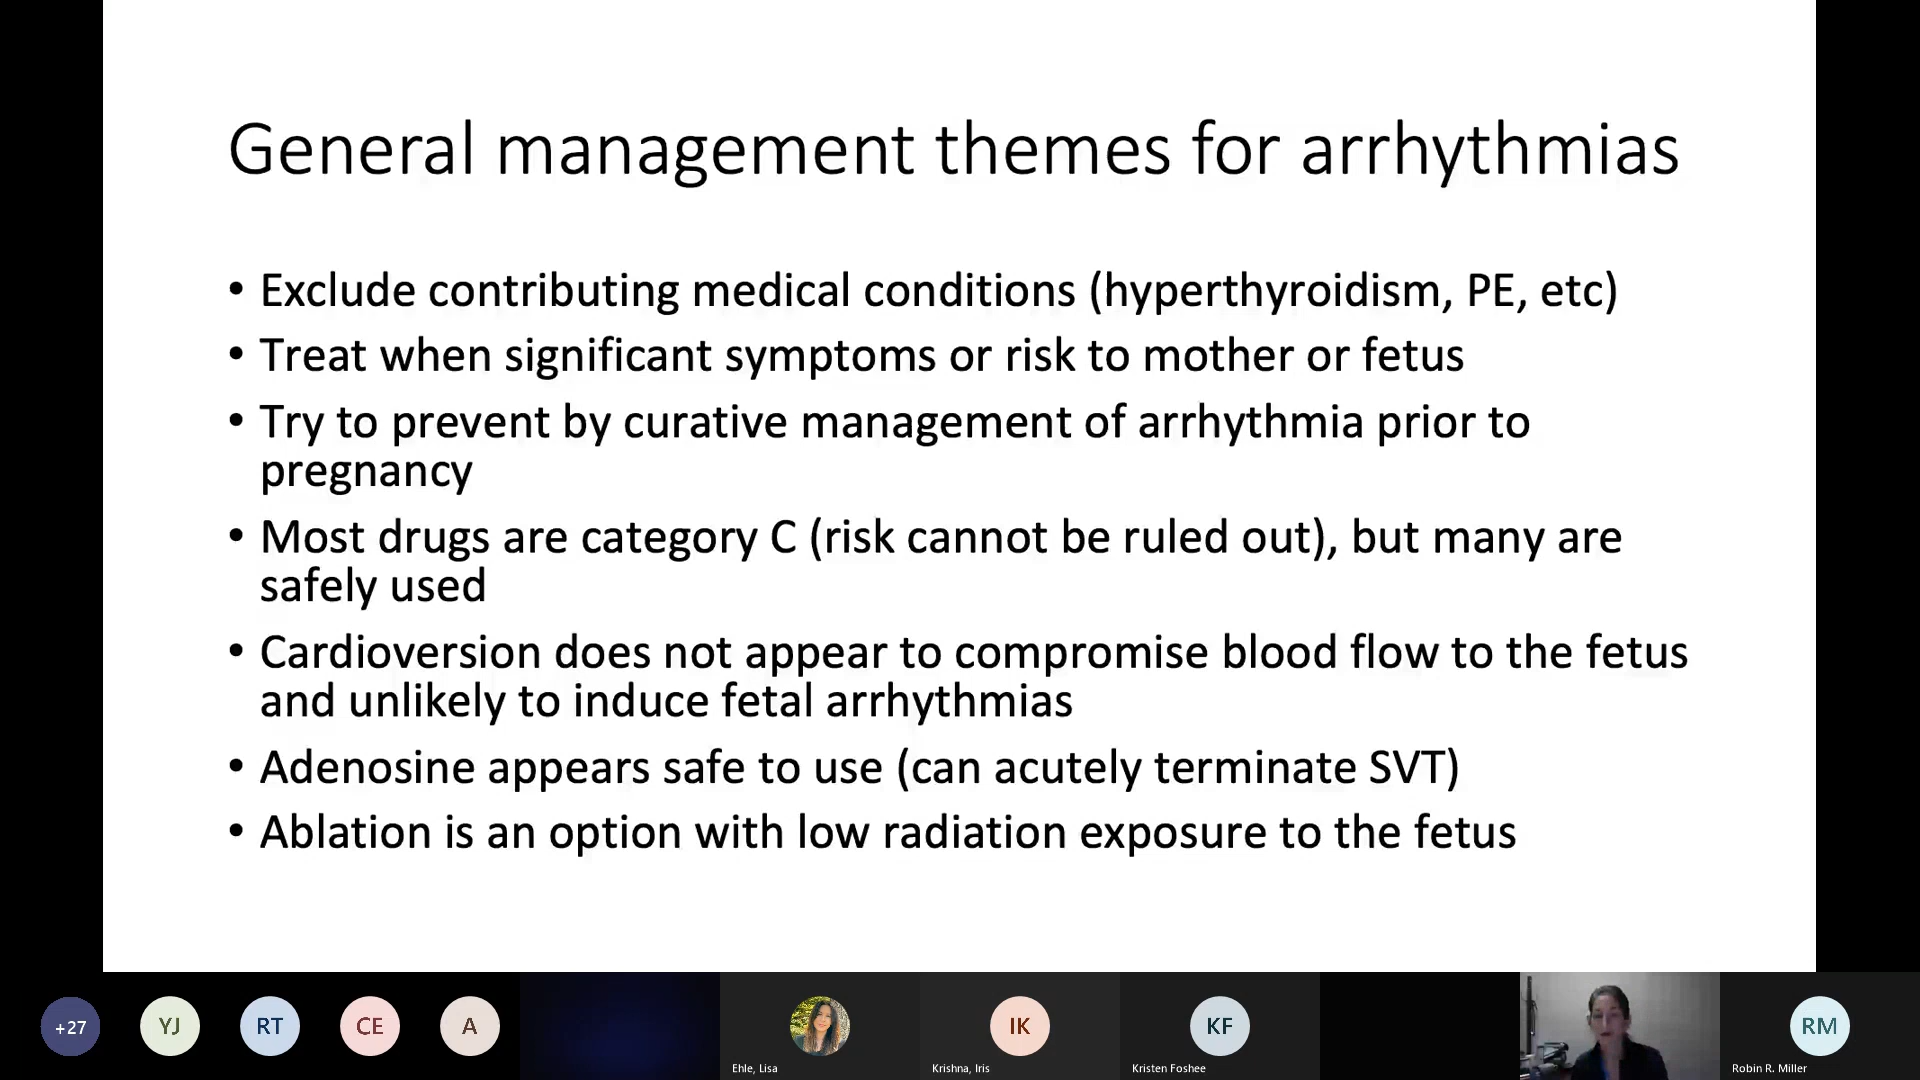 General management themes for arrhythmias
• Exclude contributing medical conditions (hyperthyroidism, PE, etc)
• Treat when significant symptoms or risk to mother or fetus
• Try to prevent by curative management of arrhythmia prior to
pregnancy
• Most drugs are category C (risk cannot be ruled out), but many are
safely used
• Cardioversion does not appear to compromise blood flow to the fetus
and unlikely to induce fetal arrhythmias
• Adenosine appears safe to use (can acutely terminate SVT)
• Ablation is an option with low radiation exposure to the fetus
+27
YJ
RT
CE
A
Ehle, Lisa
IK
Krishna, Iris
KF
Kristen Foshee
RM
Robin R. Miller